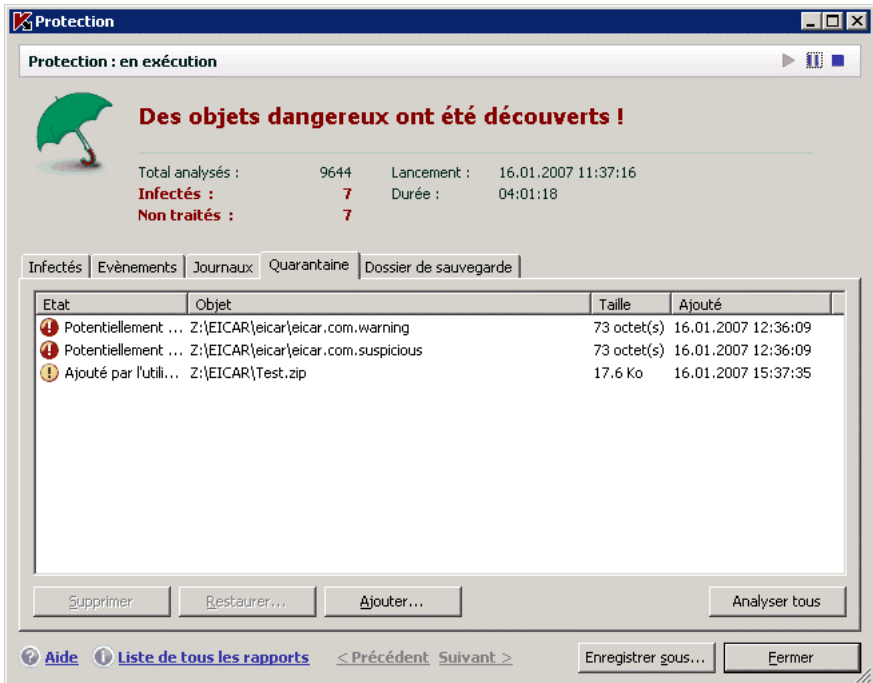 Protection
Protection : en exécution
Des objets dangereux ont été découverts !
Total analysés : 9644 Lancement : 16.01.2007 11:37:16
Infectés : 7 Durée : 04:01:18
Non traités : 7
Infectés Evènements Journaux Quarantaine Dossier de sauvegarde
Etat Objet Taille Ajouté
Potentiellement ... Z:\EICAR\eicar\eicar.com.warning 73 octet(s) 16.01.2007 12:36:09
Potentiellement ... Z:\EICAR\eicar\eicar.com.suspicious 73 octet(s) 16.01.2007 12:36:09
Ajouté par l'utili... Z:\EICAR\Test.zip 17.6 Ko 16.01.2007 15:37:35
Supprimer Restaurer... Ajouter... Analyser tous
Aide Liste de tous les rapports < Précédent Suivant > Enregistrer sous... Fermer